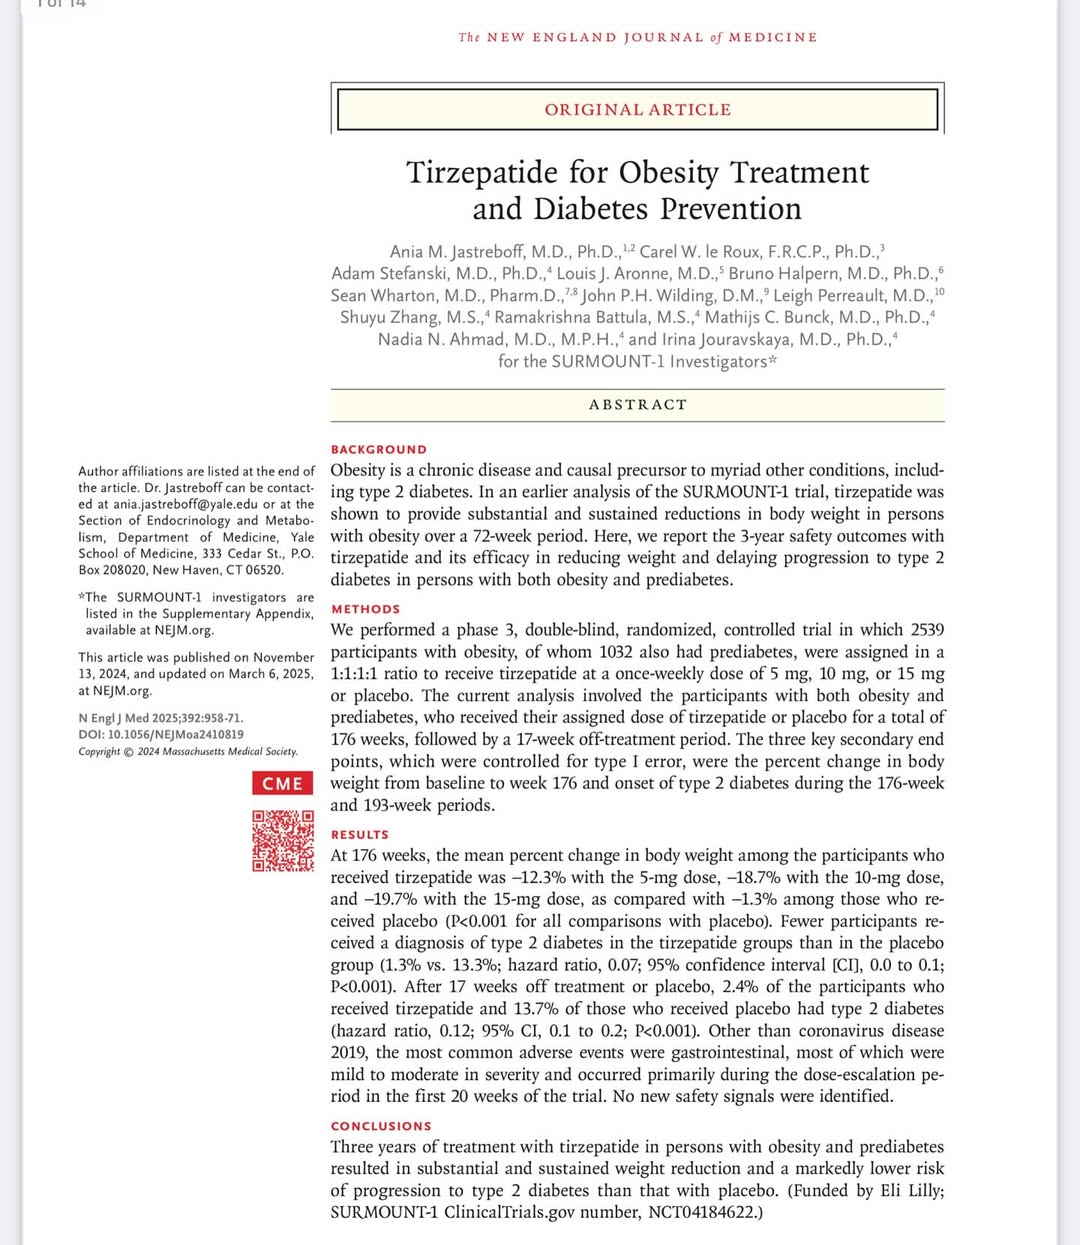 1 of 14
The NEW ENGLAND JOURNAL of MEDICINE
ORIGINAL ARTICLE
Tirzepatide for Obesity Treatment
and Diabetes Prevention
Ania M. Jastreboff, M.D., Ph.D.,1,2 Carel W. le Roux, F.R.C.P., Ph.D.,3
Adam Stefanski, M.D., Ph.D.,4 Louis J. Aronne, M.D.,5 Bruno Halpern, M.D., Ph.D.,6
Sean Wharton, M.D., Pharm.D.,7,8 John P.H. Wilding, D.M.,9 Leigh Perreault, M.D.,10
Shuyu Zhang, M.S.,4 Ramakrishna Battula, M.S.,4 Mathijs C. Bunck, M.D., Ph.D.,4
Nadia N. Ahmad, M.D., M.P.H.,4 and Irina Jouravskaya, M.D., Ph.D.,4
for the SURMOUNT-1 Investigators*
ABSTRACT
Author affiliations are listed at the end of
the article. Dr. Jastreboff can be contact-
ed at ania.jastreboff@yale.edu or at the
Section of Endocrinology and Metabo-
lism, Department of Medicine, Yale
School of Medicine, 333 Cedar St., P.O.
Box 208020, New Haven, CT 06520.
*The SURMOUNT-1 investigators are
listed in the Supplementary Appendix,
available at NEJM.org.
This article was published on November
13, 2024, and updated on March 6, 2025,
at NEJM.org.
N Engl J Med 2025;392:958-71.
DOI: 10.1056/NEJMoa2410819
Copyright © 2024 Massachusetts Medical Society.
CME
BACKGROUND
Obesity is a chronic disease and causal precursor to myriad other conditions, includ-
ing type 2 diabetes. In an earlier analysis of the SURMOUNT-1 trial, tirzepatide was
shown to provide substantial and sustained reductions in body weight in persons
with obesity over a 72-week period. Here, we report the 3-year safety outcomes with
tirzepatide and its efficacy in reducing weight and delaying progression to type 2
diabetes in persons with both obesity and prediabetes.
METHODS
We performed a phase 3, double-blind, randomized, controlled trial in which 2539
participants with obesity, of whom 1032 also had prediabetes, were assigned in a
1:1:1:1 ratio to receive tirzepatide at a once-weekly dose of 5 mg, 10 mg, or 15 mg
or placebo. The current analysis involved the participants with both obesity and
prediabetes, who received their assigned dose of tirzepatide or placebo for a total of
176 weeks, followed by a 17-week off-treatment period. The three key secondary end
points, which were controlled for type I error, were the percent change in body
weight from baseline to week 176 and onset of type 2 diabetes during the 176-week
and 193-week periods.
RESULTS
At 176 weeks, the mean percent change in body weight among the participants who
received tirzepatide was −12.3% with the 5-mg dose, −18.7% with the 10-mg dose,
and −19.7% with the 15-mg dose, as compared with −1.3% among those who re-
ceived placebo (P<0.001 for all comparisons with placebo). Fewer participants re-
ceived a diagnosis of type 2 diabetes in the tirzepatide groups than in the placebo
group (1.3% vs. 13.3%; hazard ratio, 0.07; 95% confidence interval [CI], 0.0 to 0.1;
P<0.001). After 17 weeks off treatment or placebo, 2.4% of the participants who
received tirzepatide and 13.7% of those who received placebo had type 2 diabetes
(hazard ratio, 0.12; 95% CI, 0.1 to 0.2; P<0.001). Other than coronavirus disease
2019, the most common adverse events were gastrointestinal, most of which were
mild to moderate in severity and occurred primarily during the dose-escalation pe-
riod in the first 20 weeks of the trial. No new safety signals were identified.
CONCLUSIONS
Three years of treatment with tirzepatide in persons with obesity and prediabetes
resulted in substantial and sustained weight reduction and a markedly lower risk
of progression to type 2 diabetes than that with placebo. (Funded by Eli Lilly;
SURMOUNT-1 ClinicalTrials.gov number, NCT04184622.)